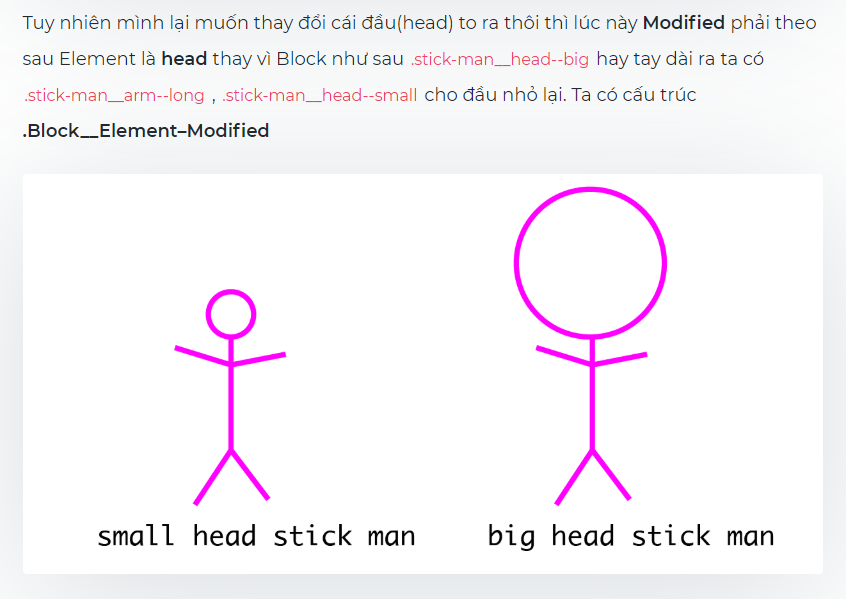 Tuy nhiên mình lại muốn thay đổi cái đầu(head) to ra thôi thì lúc này Modified phải theo
sau Element là head thay vì Block như sau .stick-man__head--big hay tay dài ra ta có
.stick-man__arm--long , .stick-man__head--small cho đầu nhỏ lại. Ta có cấu trúc
.Block__Element–Modified
small head stick man
big head stick man